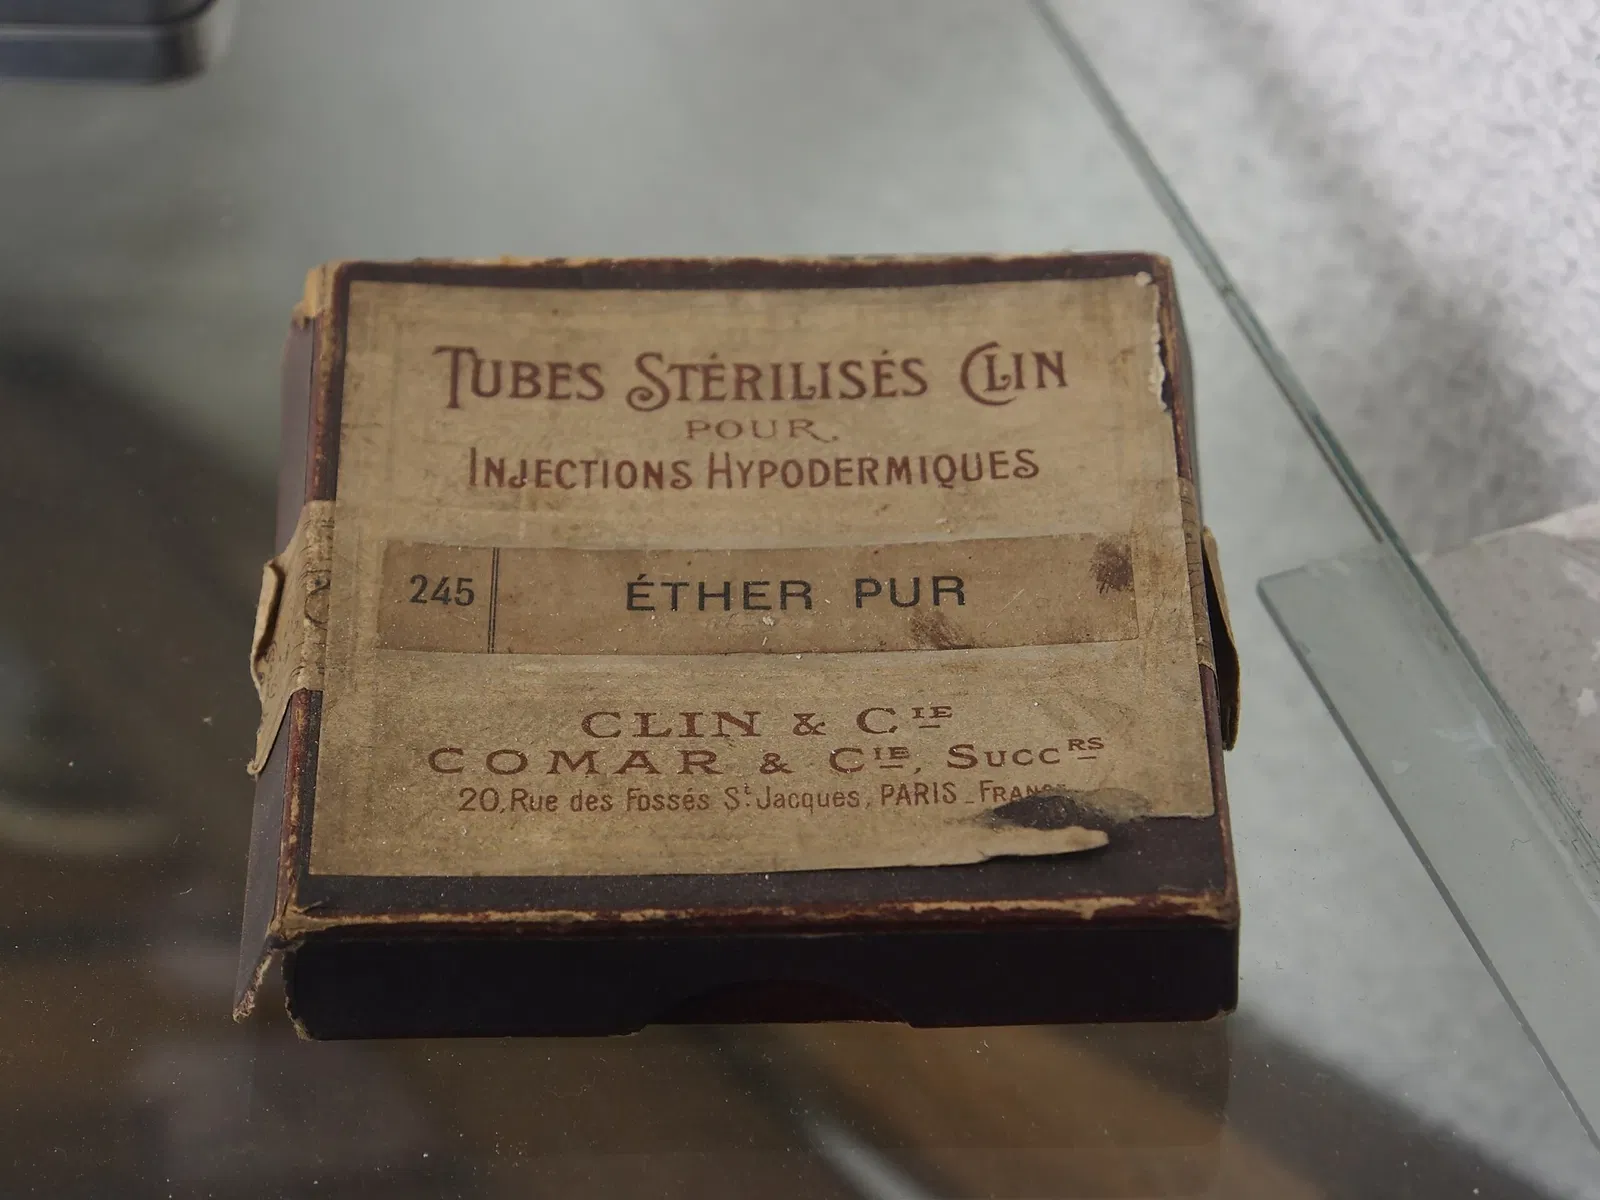 TUBES STÉRILISÉS CLIN
POUR
INJECTIONS HYPODERMIQUES
245 ÉTHER PUR
CLIN & CIE
COMAR & CIE, SUCCRS
20, Rue des Fossés St Jacques, PARIS _ FRANCE